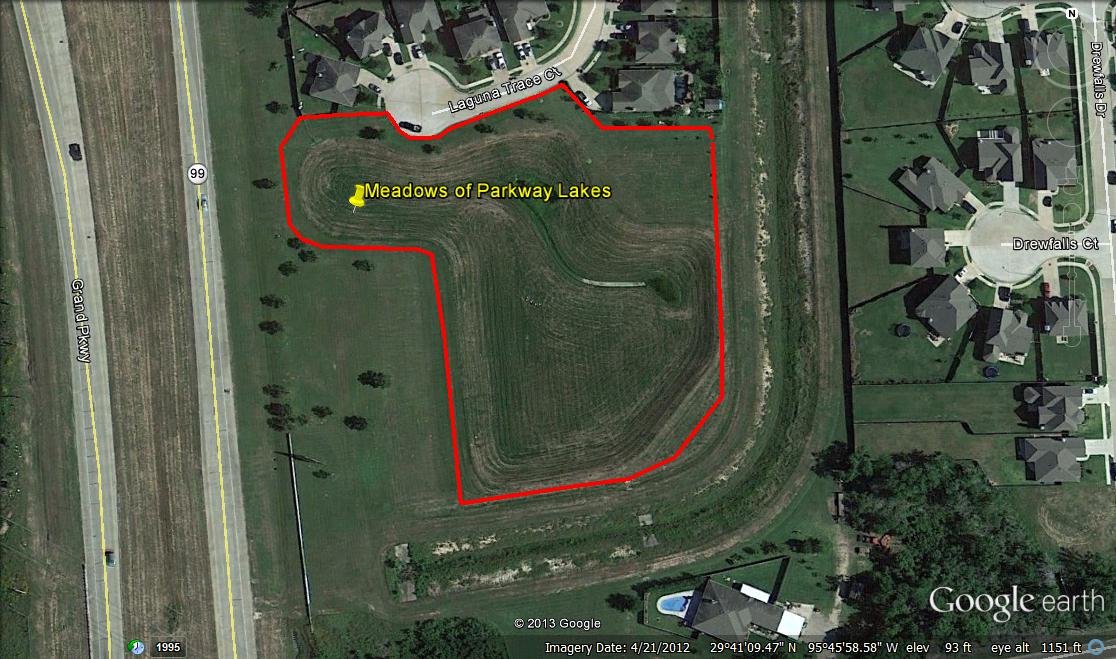 N
Laguna Trace Ct
Drewfalls Dr
99
Meadows of Parkway Lakes
Drewfalls Ct
Grand Pkwy
Google earth
© 2013 Google
1995
Imagery Date: 4/21/2012 29°41'09.47" N 95°45'58.58" W elev 93 ft eye alt 1151 ft